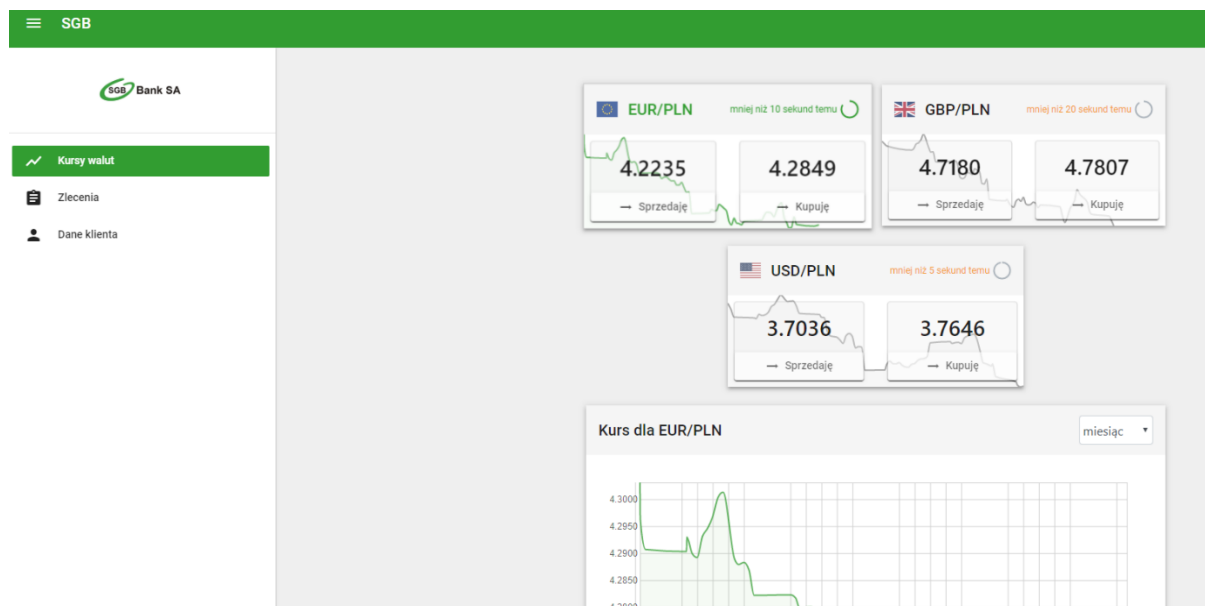 SGB
SGB Bank SA
Kursy walut
Zlecenia
Dane klienta
EUR/PLN mniej niż 10 sekund temu
4.2235 4.2849
→ Sprzedaję → Kupuję
GBP/PLN mniej niż 20 sekund temu
4.7180 4.7807
→ Sprzedaję → Kupuję
USD/PLN mniej niż 5 sekund temu
3.7036 3.7646
→ Sprzedaję → Kupuję
Kurs dla EUR/PLN miesiąc
4.3000
4.2950
4.2900
4.2850